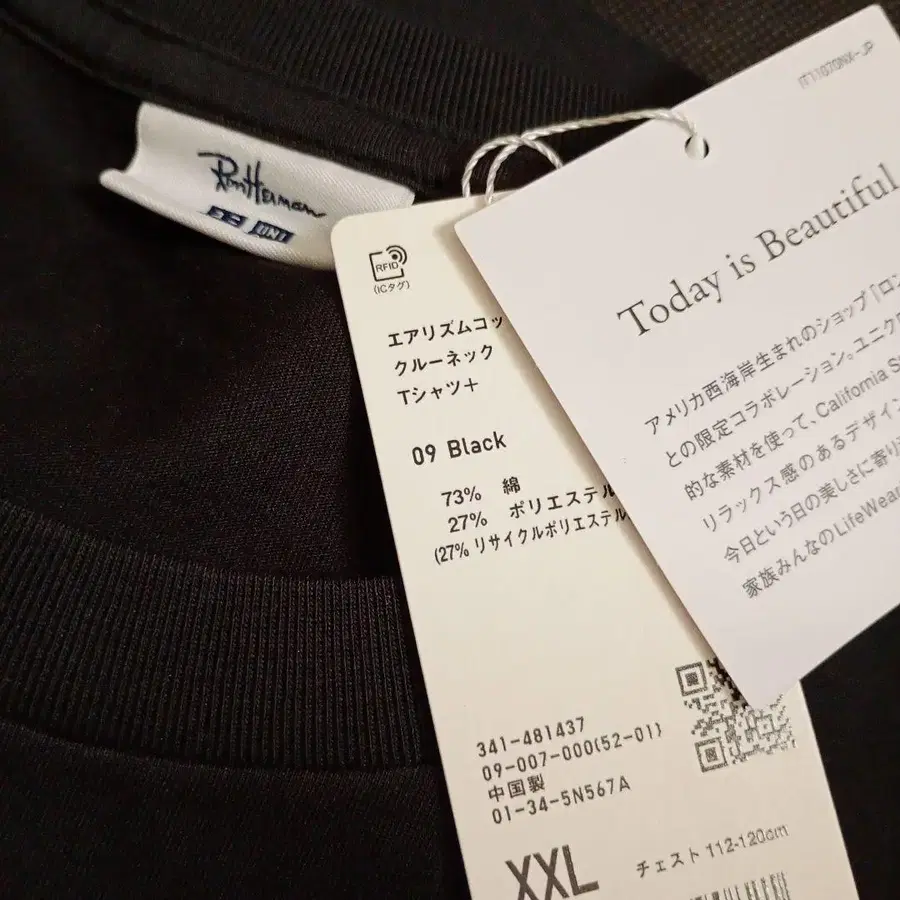 Ron Herman
UNI
RFID
(ICタグ)
エアリズムコッ
クルーネック
Tシャツ+
09 Black
73% 綿
27% ポリエステル
(27% リサイクルポリエステル
341-481437
09-007-000(52-01)
中国製
01-34-5N567A
XXL
チェスト 112-120cm
IT11070NX-JP
Today is Beautiful
アメリカ西海岸生まれのショップ「ロン
との限定コラボレーション。ユニクロ
的な素材を使って、California S
リラックス感のあるデザイン
今日という日の美しさに寄り
家族みんなのLifeWear